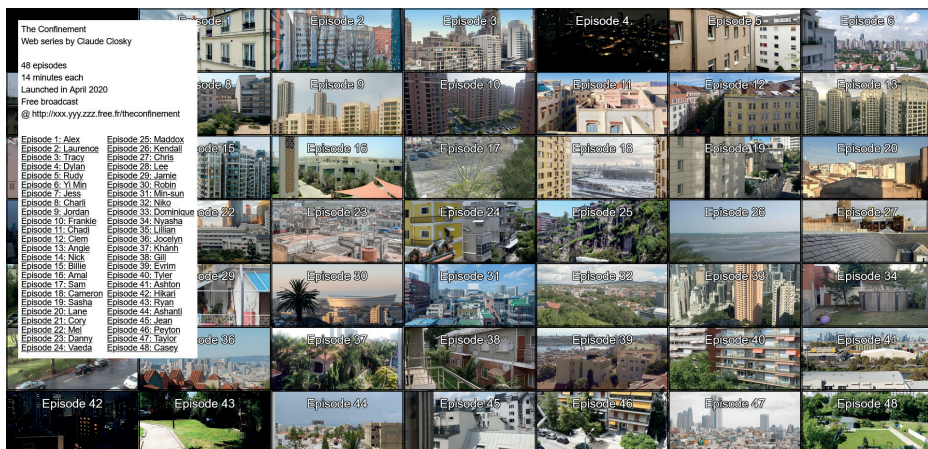 The Confinement
Web series by Claude Closky
48 episodes
14 minutes each
Launched in April 2020
Free broadcast
@ http://xxx.yyy.zzz.free.fr/theconfinement
Episode 1: Alex
Episode 2: Laurence
Episode 3: Tracy
Episode 4: Dylan
Episode 5: Rudy
Episode 6: Yi Min
Episode 7: Jess
Episode 8: Charli
Episode 9: Jordan
Episode 10: Frankie
Episode 11: Chadi
Episode 12: Clem
Episode 13: Angie
Episode 14: Nick
Episode 15: Billie
Episode 16: Amal
Episode 17: Sam
Episode 18: Cameron
Episode 19: Sasha
Episode 20: Lane
Episode 21: Cory
Episode 22: Mel
Episode 23: Danny
Episode 24: Vaeda
Episode 25: Maddox
Episode 26: Kendall
Episode 27: Chris
Episode 28: Lee
Episode 29: Jamie
Episode 30: Robin
Episode 31: Min-sun
Episode 32: Niko
Episode 33: Dominique
Episode 34: Nyasha
Episode 35: Lillian
Episode 36: Jocelyn
Episode 37: Khánh
Episode 38: Gill
Episode 39: Evrim
Episode 40: Tyler
Episode 41: Ashton
Episode 42: Hikari
Episode 43: Ryan
Episode 44: Ashanti
Episode 45: Jean
Episode 46: Peyton
Episode 47: Taylor
Episode 48: Casey
Episode 1
Episode 2
Episode 3
Episode 4
Episode 5
Episode 6
Episode 8
Episode 9
Episode 10
Episode 11
Episode 12
Episode 13
ode 15
Episode 16
Episode 17
Episode 18
Episode 19
Episode 20
ode 22
Episode 23
Episode 24
Episode 25
Episode 26
Episode 27
ode 29
Episode 30
Episode 31
Episode 32
Episode 33
Episode 34
ode 36
Episode 37
Episode 38
Episode 39
Episode 40
Episode 41
Episode 42
Episode 43
Episode 44
Episode 45
Episode 46
Episode 47
Episode 48